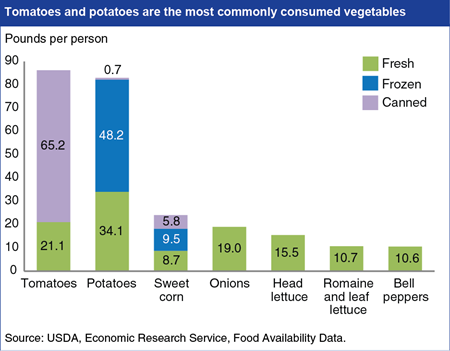 Tomatoes and potatoes are the most commonly consumed vegetables
Pounds per person
Fresh
Frozen
Canned
90
80
70
60
50
40
30
20
10
0
65.2
21.1
0.7
48.2
34.1
5.8
9.5
8.7
19.0
15.5
10.7
10.6
Tomatoes
Potatoes
Sweet
corn
Onions
Head
lettuce
Romaine
and leaf
lettuce
Bell
peppers
Source: USDA, Economic Research Service, Food Availability Data.